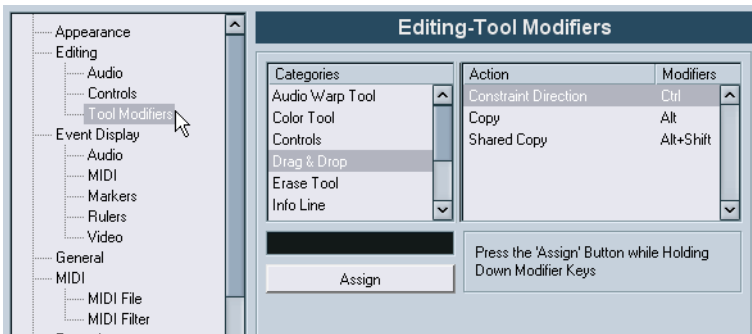 Appearance
Editing
Audio
Controls
Tool Modifiers
Event Display
Audio
MIDI
Markers
Rulers
Video
General
MIDI
MIDI File
MIDI Filter
Editing-Tool Modifiers
Categories
Audio Warp Tool
Color Tool
Controls
Drag & Drop
Erase Tool
Info Line
Assign
Action Modifiers
Constraint Direction Ctrl
Copy Alt
Shared Copy Alt+Shift
Press the 'Assign' Button while Holding
Down Modifier Keys